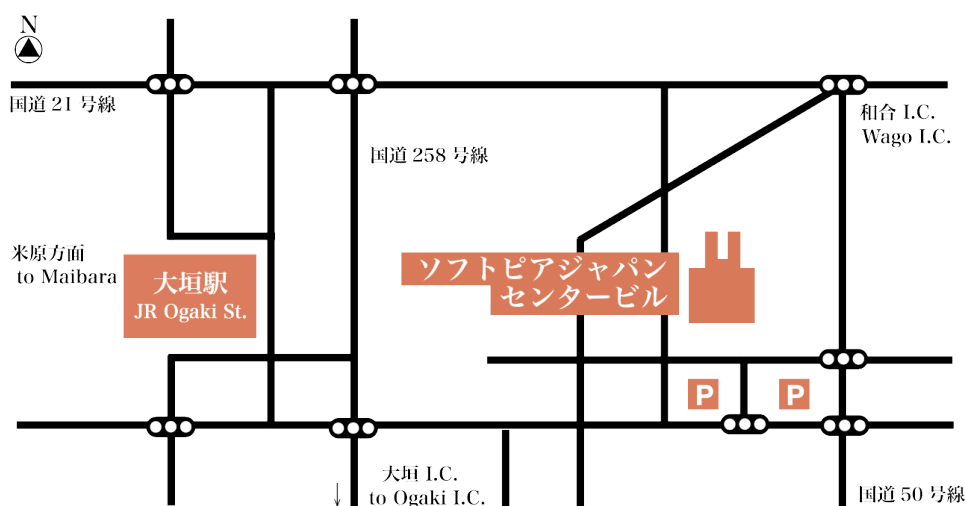 N
国道 21 号線
和合 I.C.
Wago I.C.
国道 258 号線
米原方面
to Maibara
大垣駅
JR Ogaki St.
ソフトピアジャパン
センタービル
P
P
大垣 I.C.
to Ogaki I.C.
↓
国道 50 号線